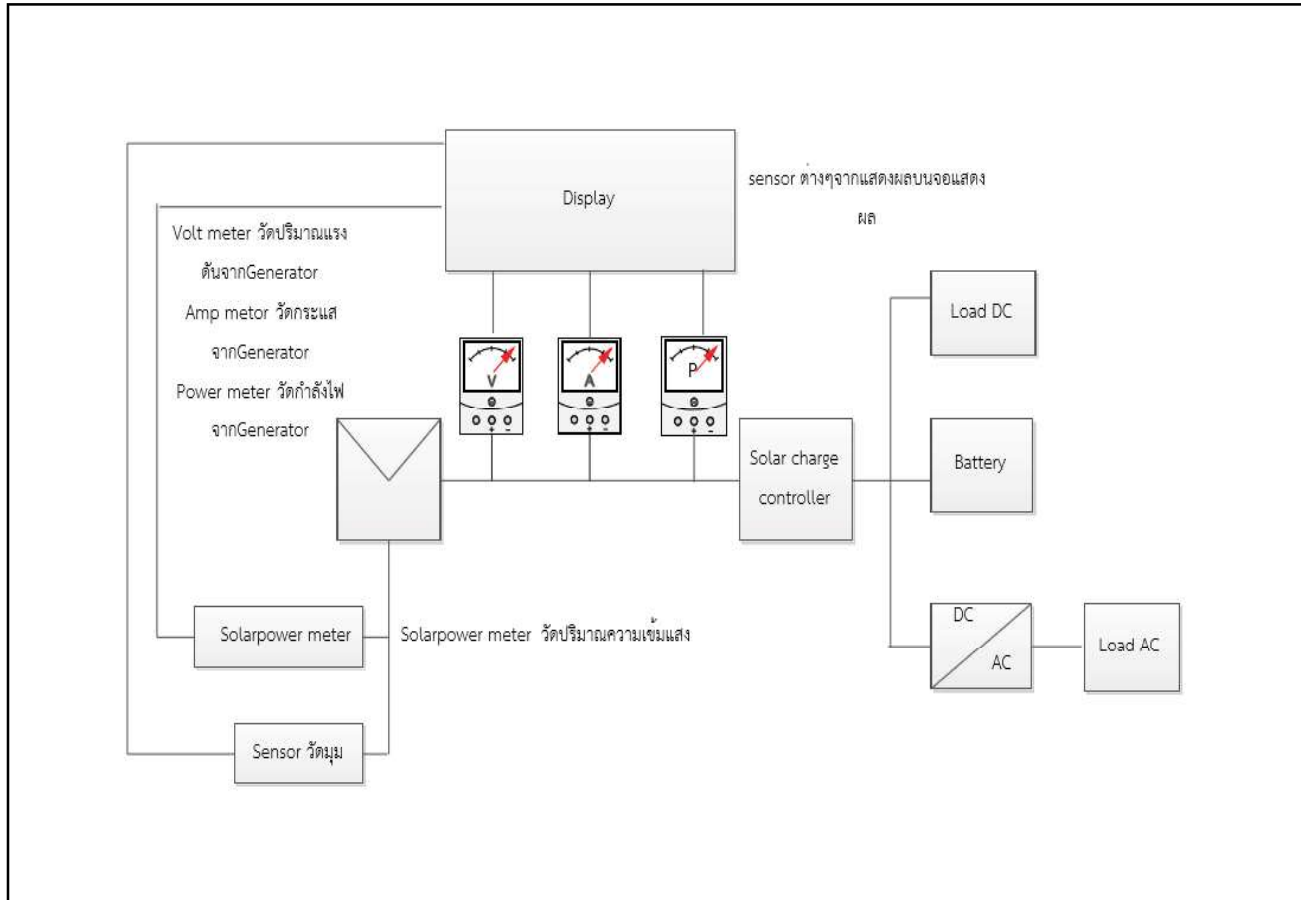 Display
sensor ต่างๆจากแสดงผลบนจอแสดง
ผล
Volt meter วัดปริมาณแรง
ดันจากGenerator
Amp metor วัดกระแส
จากGenerator
Power meter วัดกำลังไฟ
จากGenerator
V
A
P
Load DC
Solar charge
controller
Battery
DC
AC
Load AC
Solarpower meter
Solarpower meter วัดปริมาณความเข้มแสง
Sensor วัดมุม